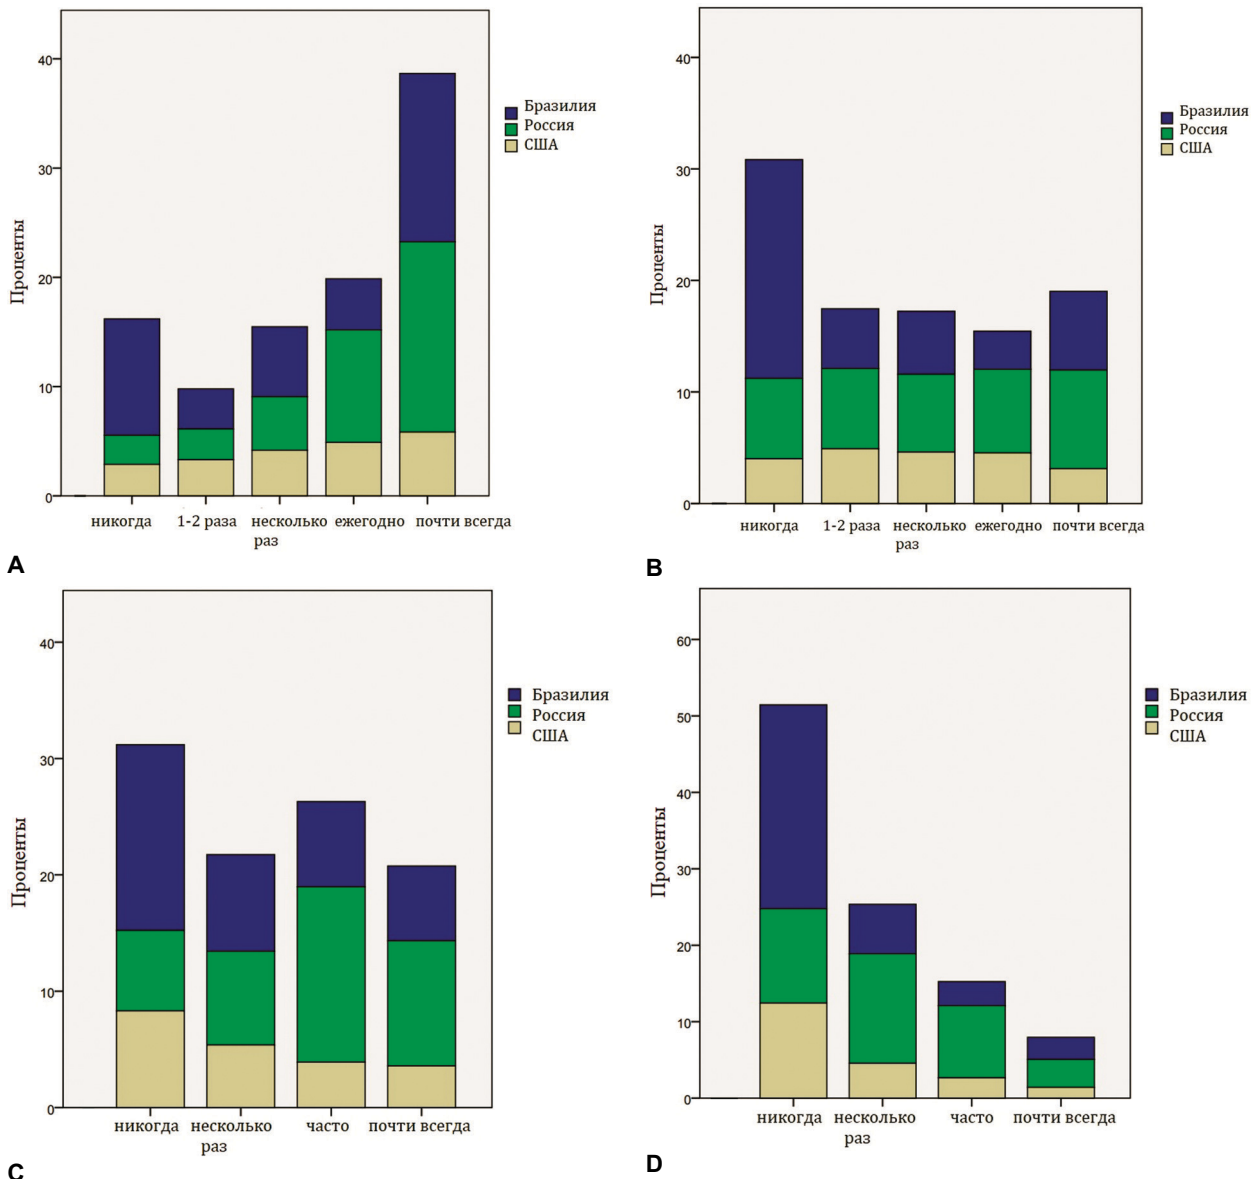 40
30
20
10
0
Проценты
никогда
1-2 раза
несколько
раз
ежегодно
почти всегда
Бразилия
Россия
США
A
40
30
20
10
0
Проценты
никогда
1-2 раза
несколько
раз
ежегодно
почти всегда
Бразилия
Россия
США
B
40
30
20
10
0
Проценты
никогда
несколько
раз
часто
почти всегда
Бразилия
Россия
США
C
60
50
40
30
20
10
0
Проценты
никогда
несколько
раз
часто
почти всегда
Бразилия
Россия
США
D